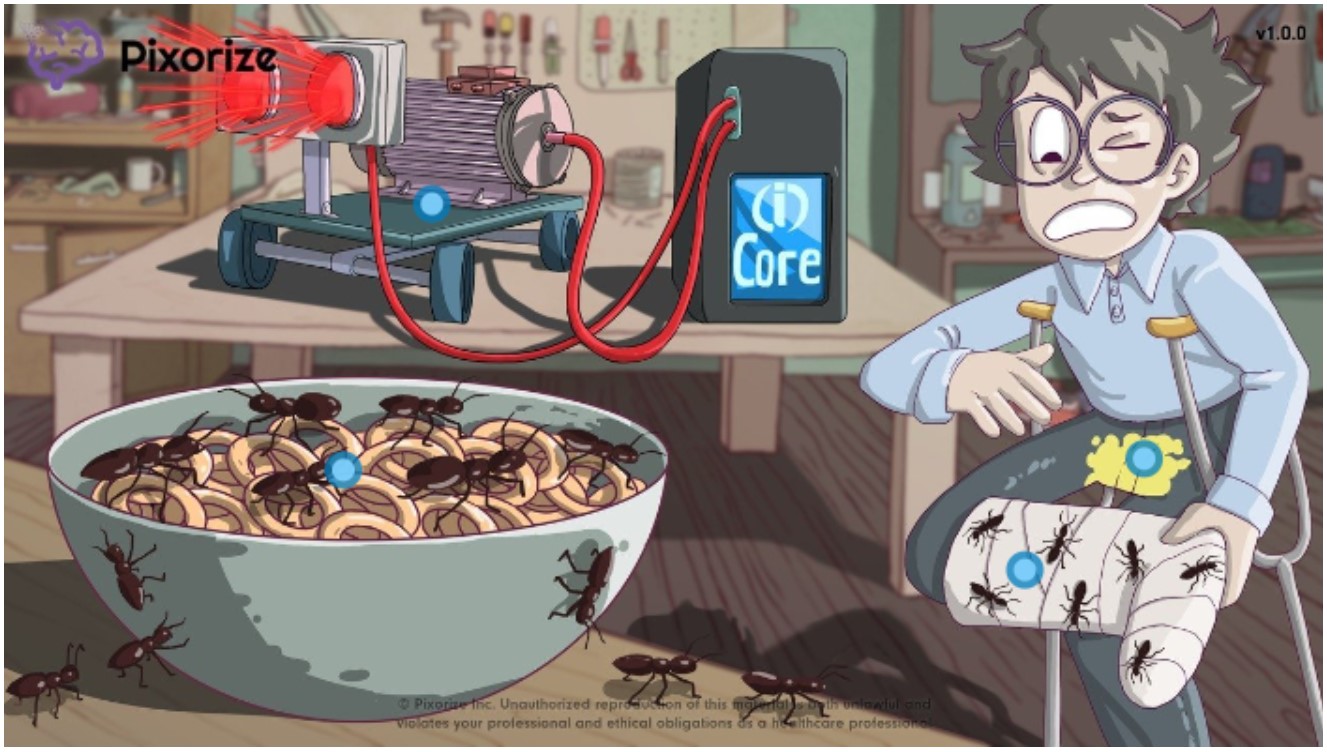 Pixorize
v1.0.0
i
Core
© Pixorize Inc. Unauthorized reproduction of this material is both unlawful and
violates your professional and ethical obligations as a healthcare professional